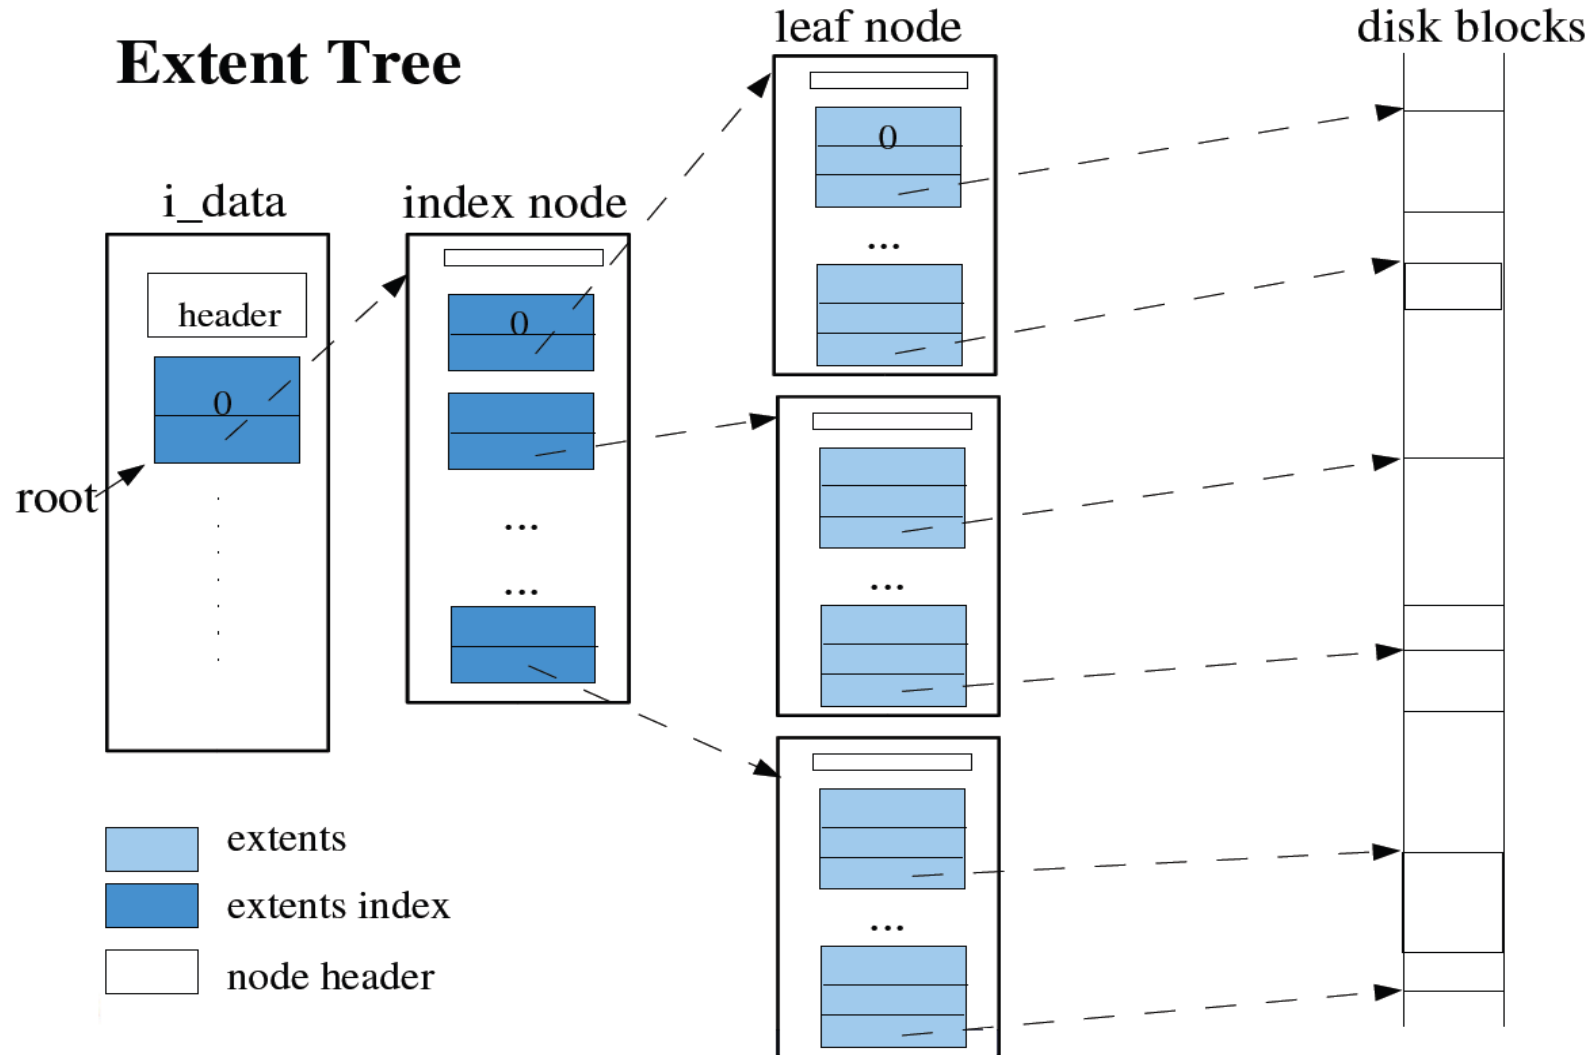 Extent Tree
leaf node
disk blocks
i_data
index node
header
0
0
0
...
root
...
...
...
...
extents
extents index
node header